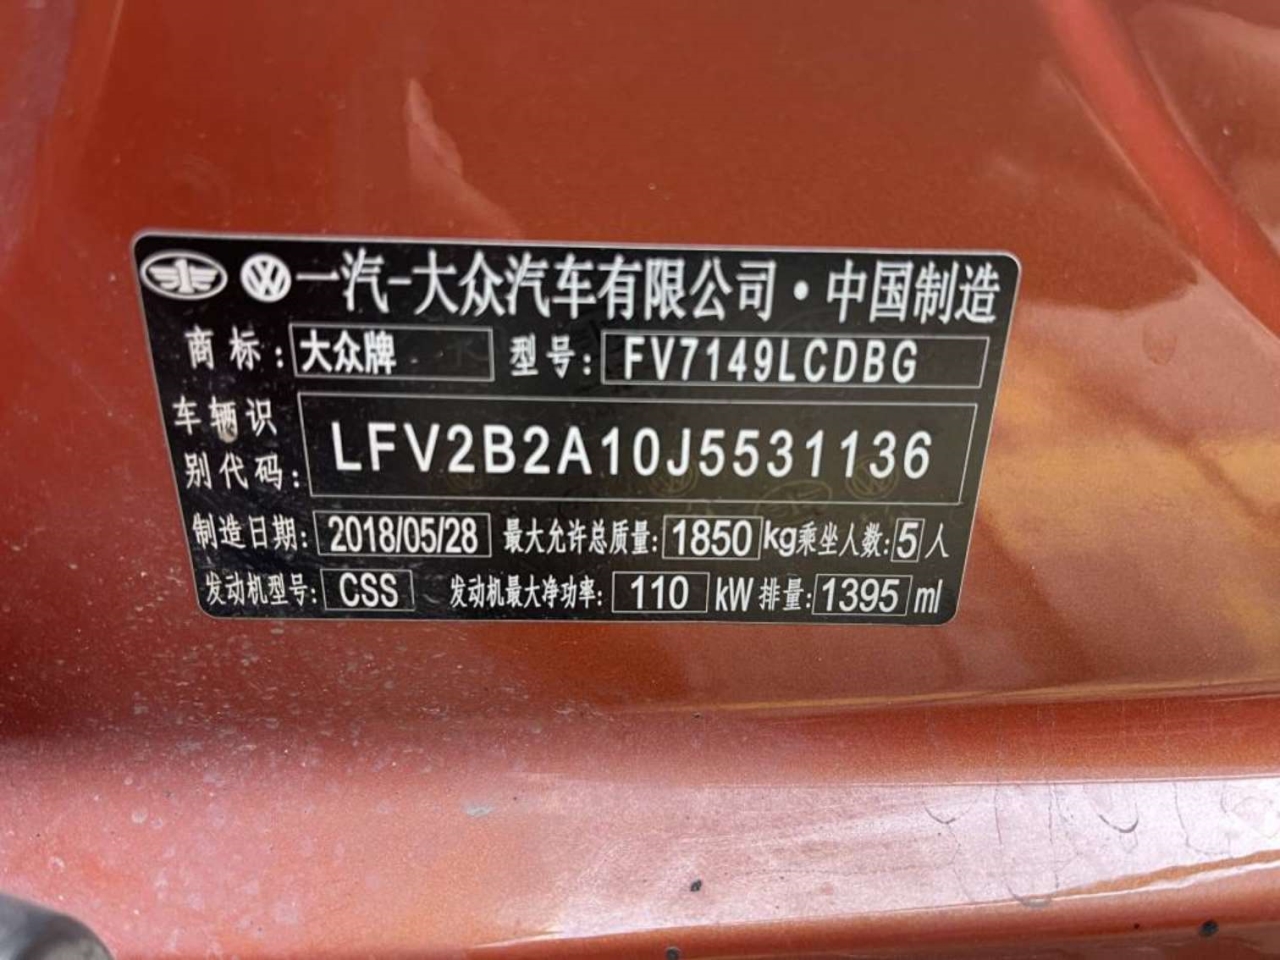 一汽-大众汽车有限公司·中国制造
商标: 大众牌 型号: FV7149LCDBG
车辆识别代码: LFV2B2A10J5531136
制造日期: 2018/05/28 最大允许总质量: 1850 kg 乘坐人数: 5 人
发动机型号: CSS 发动机最大净功率: 110 kW 排量: 1395 ml